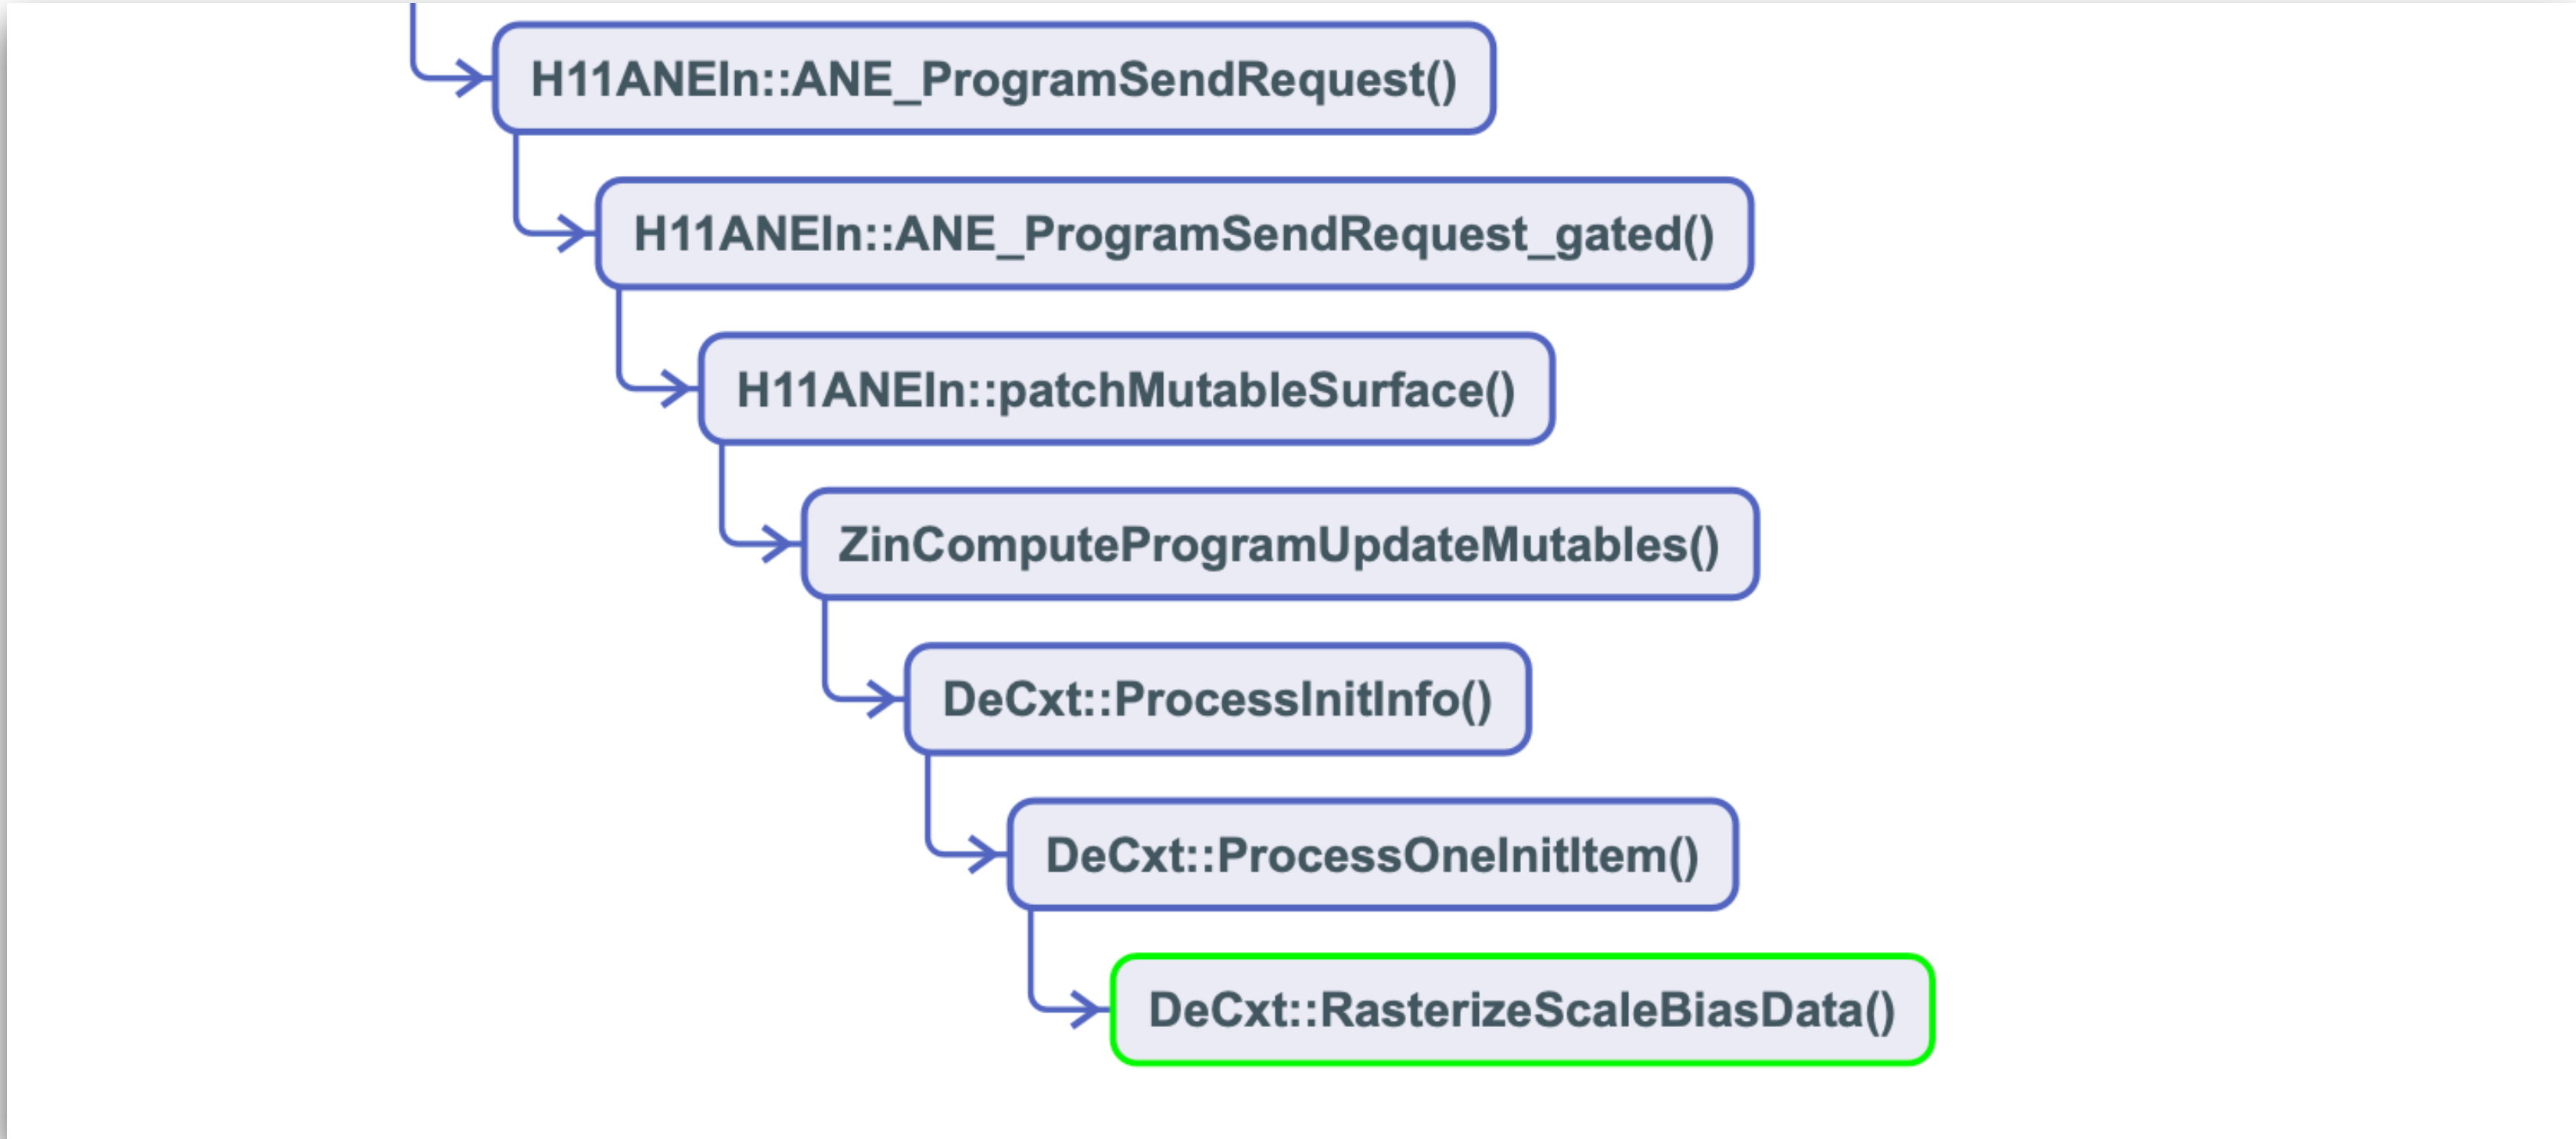 H11ANEIn::ANE_ProgramSendRequest()
H11ANEIn::ANE_ProgramSendRequest_gated()
H11ANEIn::patchMutableSurface()
ZinComputeProgramUpdateMutables()
DeCxt::ProcessInitInfo()
DeCxt::ProcessOneInitItem()
DeCxt::RasterizeScaleBiasData()